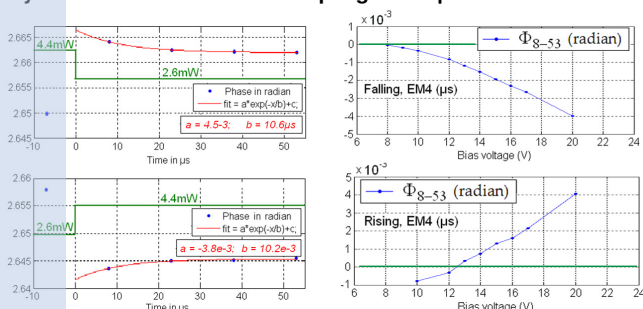 4.4mW
2.6mW
Phase in radian
fit = a*exp(-x/b)+c;
a = 4.5-3; b = 10.6µs
2.665
2.66
2.655
2.65
2.645
-10 0 10 20 30 40 50
Time in µs
x 10⁻³
Φ8–53 (radian)
Falling, EM4 (µs)
1
0
-1
-2
-3
-4
-5
6 8 10 12 14 16 18 20 22 24
Bias voltage (V)
2.6mW
4.4mW
Phase in radian
fit = a*exp(-x/b)+c;
a = -3.8e-3; b = 10.2e-3
2.66
2.655
2.65
2.645
2.64
-10 0 10 20 30 40 50
Time in µs
x 10⁻³
Φ8–53 (radian)
Rising, EM4 (µs)
5
4
3
2
1
0
-1
6 8 10 12 14 16 18 20 22 24
Bias voltage (V)